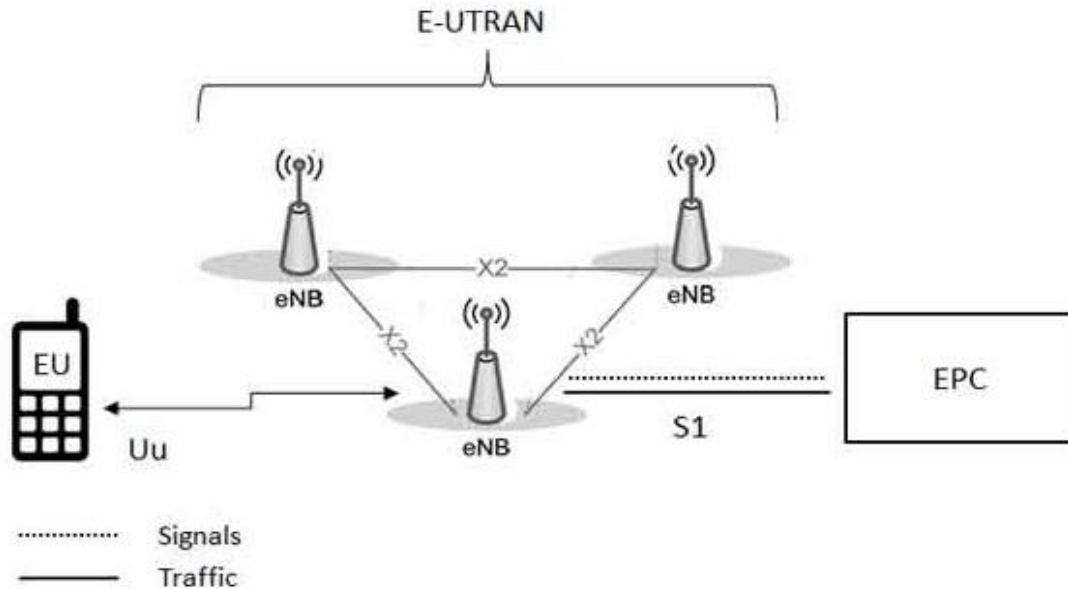 E-UTRAN
X2
eNB
eNB
X2
X2
EU
EPC
S1
Uu
eNB
Signals
Traffic